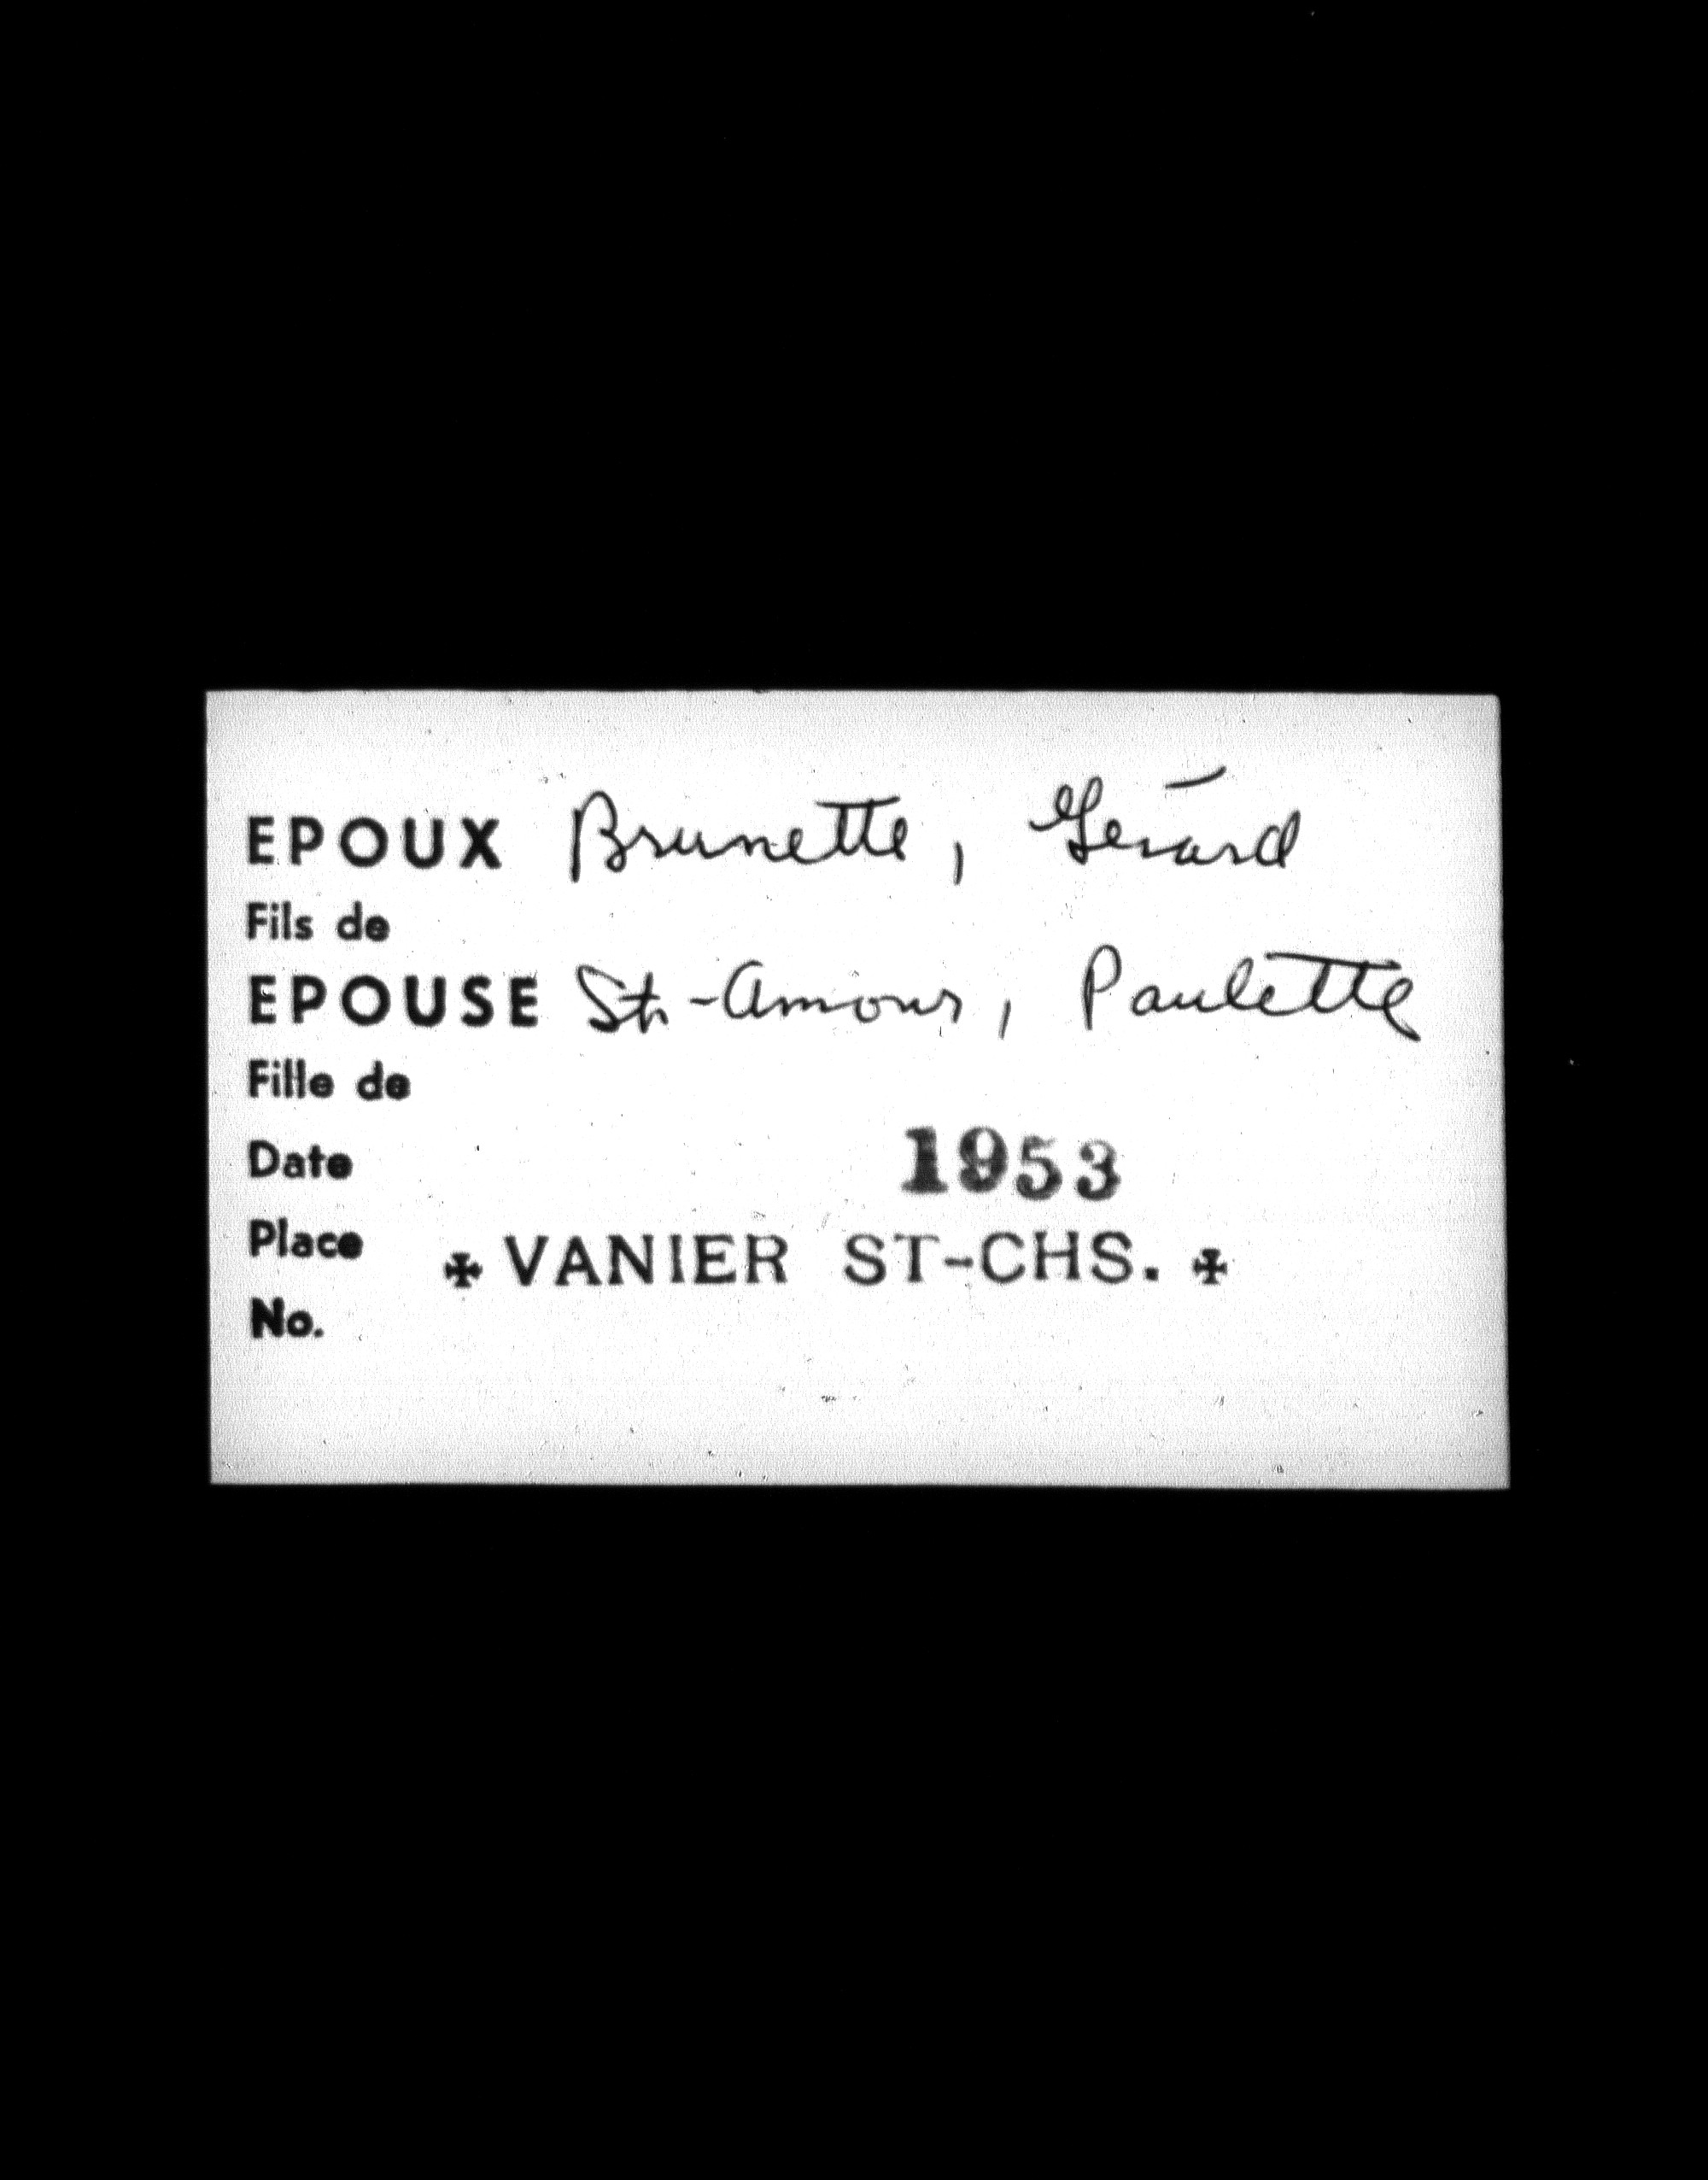 EPOUX Brunette, Gérard
Fils de
EPOUSE St-Amour, Paulette
Fille de
Date 1953
Place ✠ VANIER ST-CHS. ✠
No.